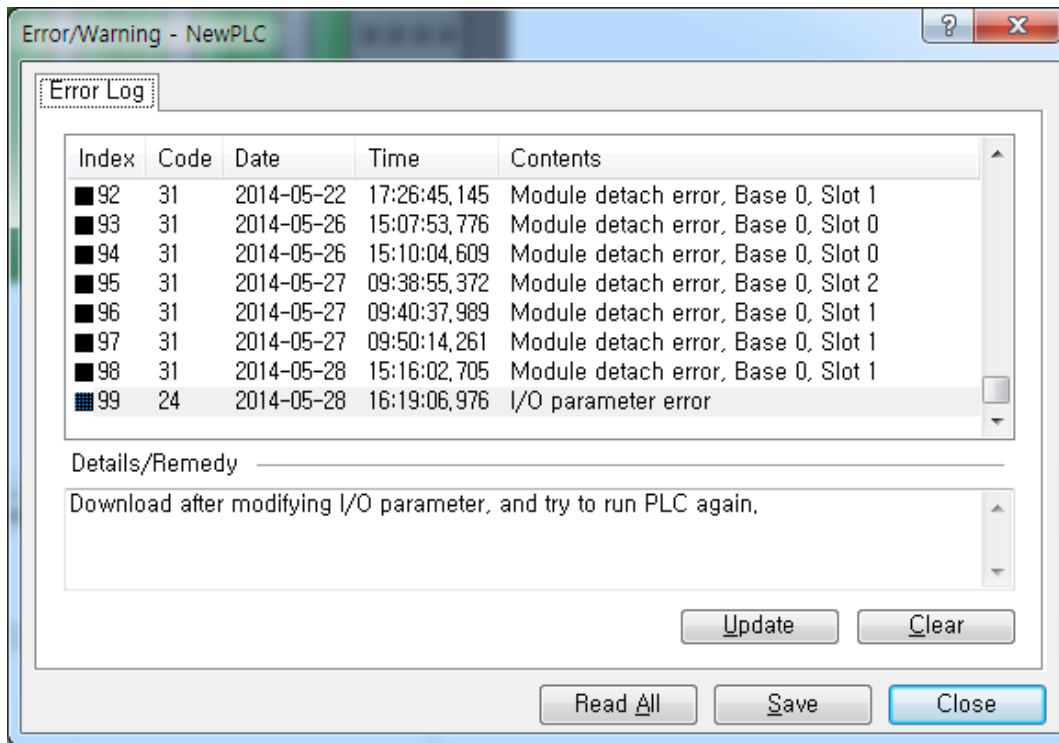 Error/Warning - NewPLC
Error Log
Index Code Date Time Contents
92 31 2014-05-22 17:26:45,145 Module detach error, Base 0, Slot 1
93 31 2014-05-26 15:07:53,776 Module detach error, Base 0, Slot 0
94 31 2014-05-26 15:10:04,609 Module detach error, Base 0, Slot 0
95 31 2014-05-27 09:38:55,372 Module detach error, Base 0, Slot 2
96 31 2014-05-27 09:40:37,989 Module detach error, Base 0, Slot 1
97 31 2014-05-27 09:50:14,261 Module detach error, Base 0, Slot 1
98 31 2014-05-28 15:16:02,705 Module detach error, Base 0, Slot 1
99 24 2014-05-28 16:19:06,976 I/O parameter error
Details/Remedy
Download after modifying I/O parameter, and try to run PLC again,
Update Clear
Read All Save Close